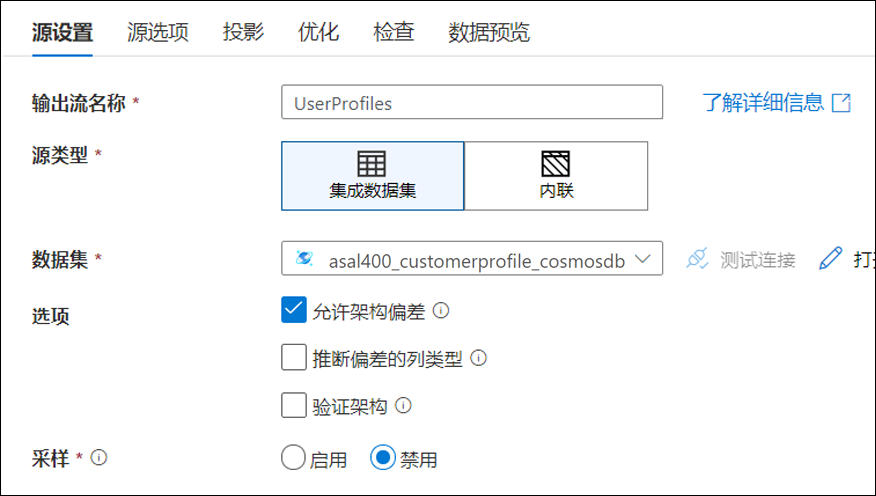 源设置 源选项 投影 优化 检查 数据预览
输出流名称 * UserProfiles 了解详细信息
源类型 * 集成数据集 内联
数据集 * asal400_customerprofile_cosmosdb 测试连接
选项 允许架构偏差
推断偏差的列类型
验证架构
采样 * 启用 禁用